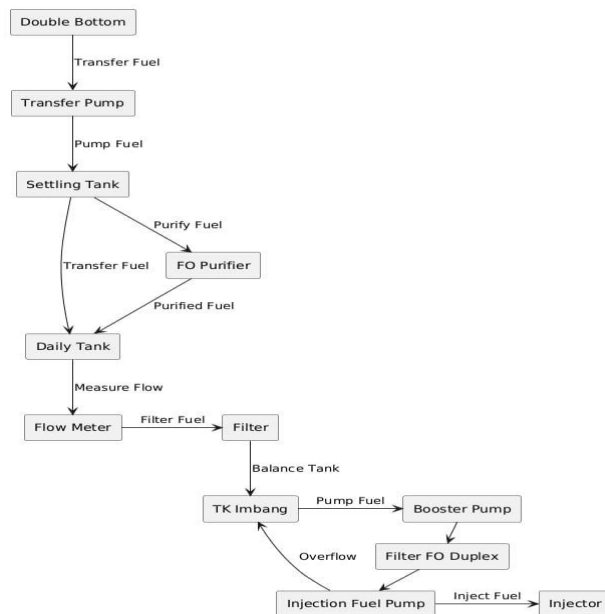 Double Bottom
Transfer Fuel
Transfer Pump
Pump Fuel
Settling Tank
Purify Fuel
Transfer Fuel
FO Purifier
Purified Fuel
Daily Tank
Measure Flow
Flow Meter
Filter Fuel
Filter
Balance Tank
TK Imbang
Pump Fuel
Booster Pump
Overflow
Filter FO Duplex
Injection Fuel Pump
Inject Fuel
Injector